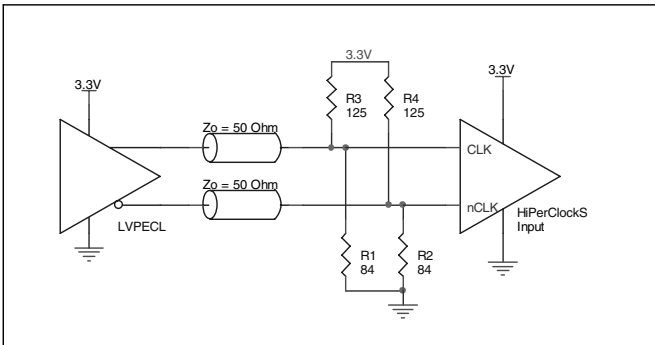 3.3V
3.3V
3.3V
R3
125
R4
125
Zo = 50 Ohm
CLK
Zo = 50 Ohm
nCLK
HiPerClockS
Input
LVPECL
R1
84
R2
84